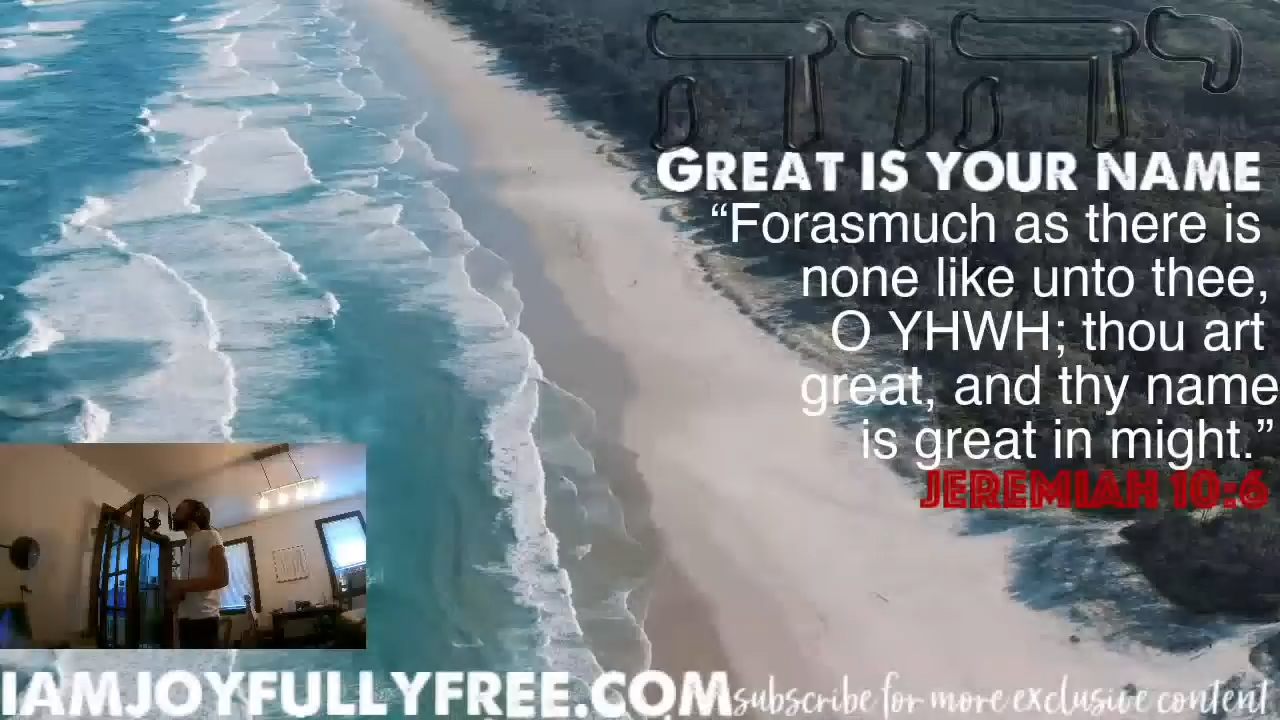 יהוה
GREAT IS YOUR NAME
“Forasmuch as there is
none like unto thee,
O YHWH; thou art
great, and thy name
is great in might.”
JEREMIAH 10:6
IAMJOYFULLYFREE.COM subscribe for more exclusive content